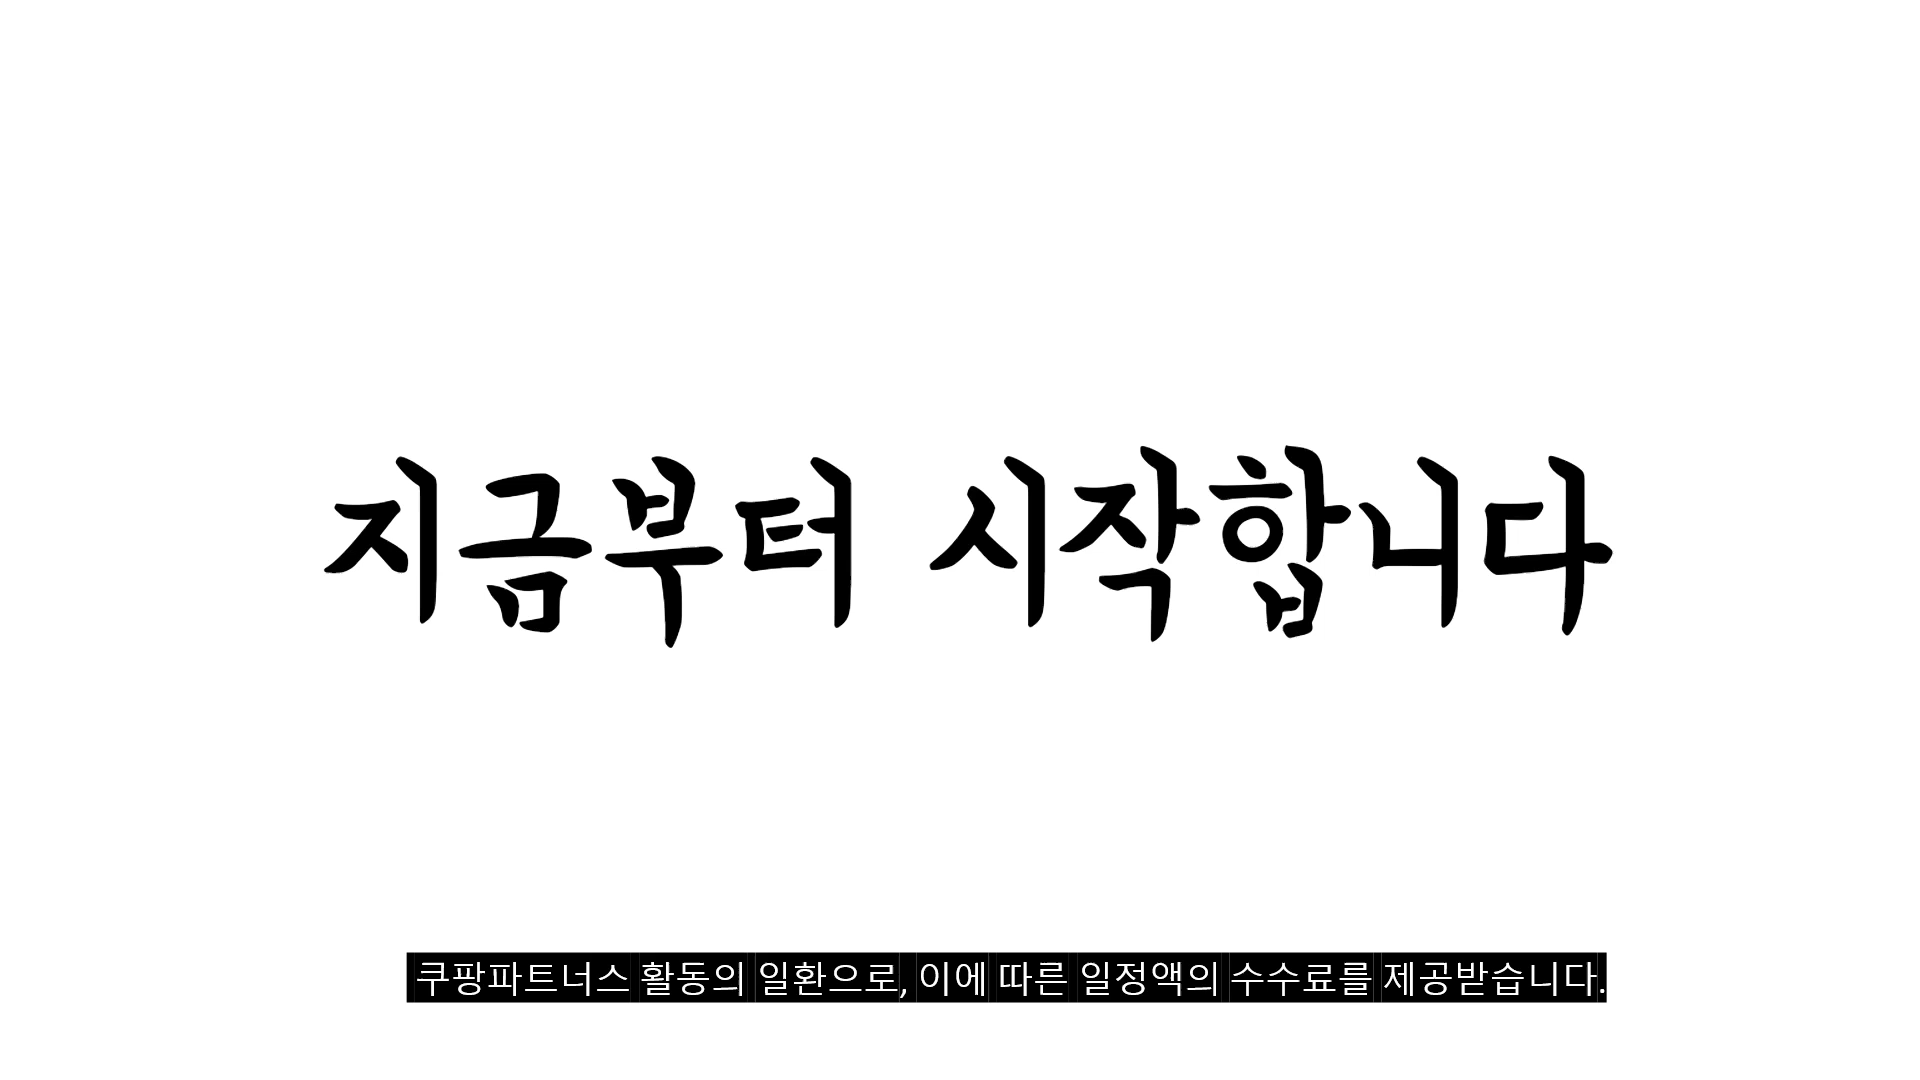 지금부터 시작합니다
쿠팡파트너스 활동의 일환으로, 이에 따른 일정액의 수수료를 제공받습니다.